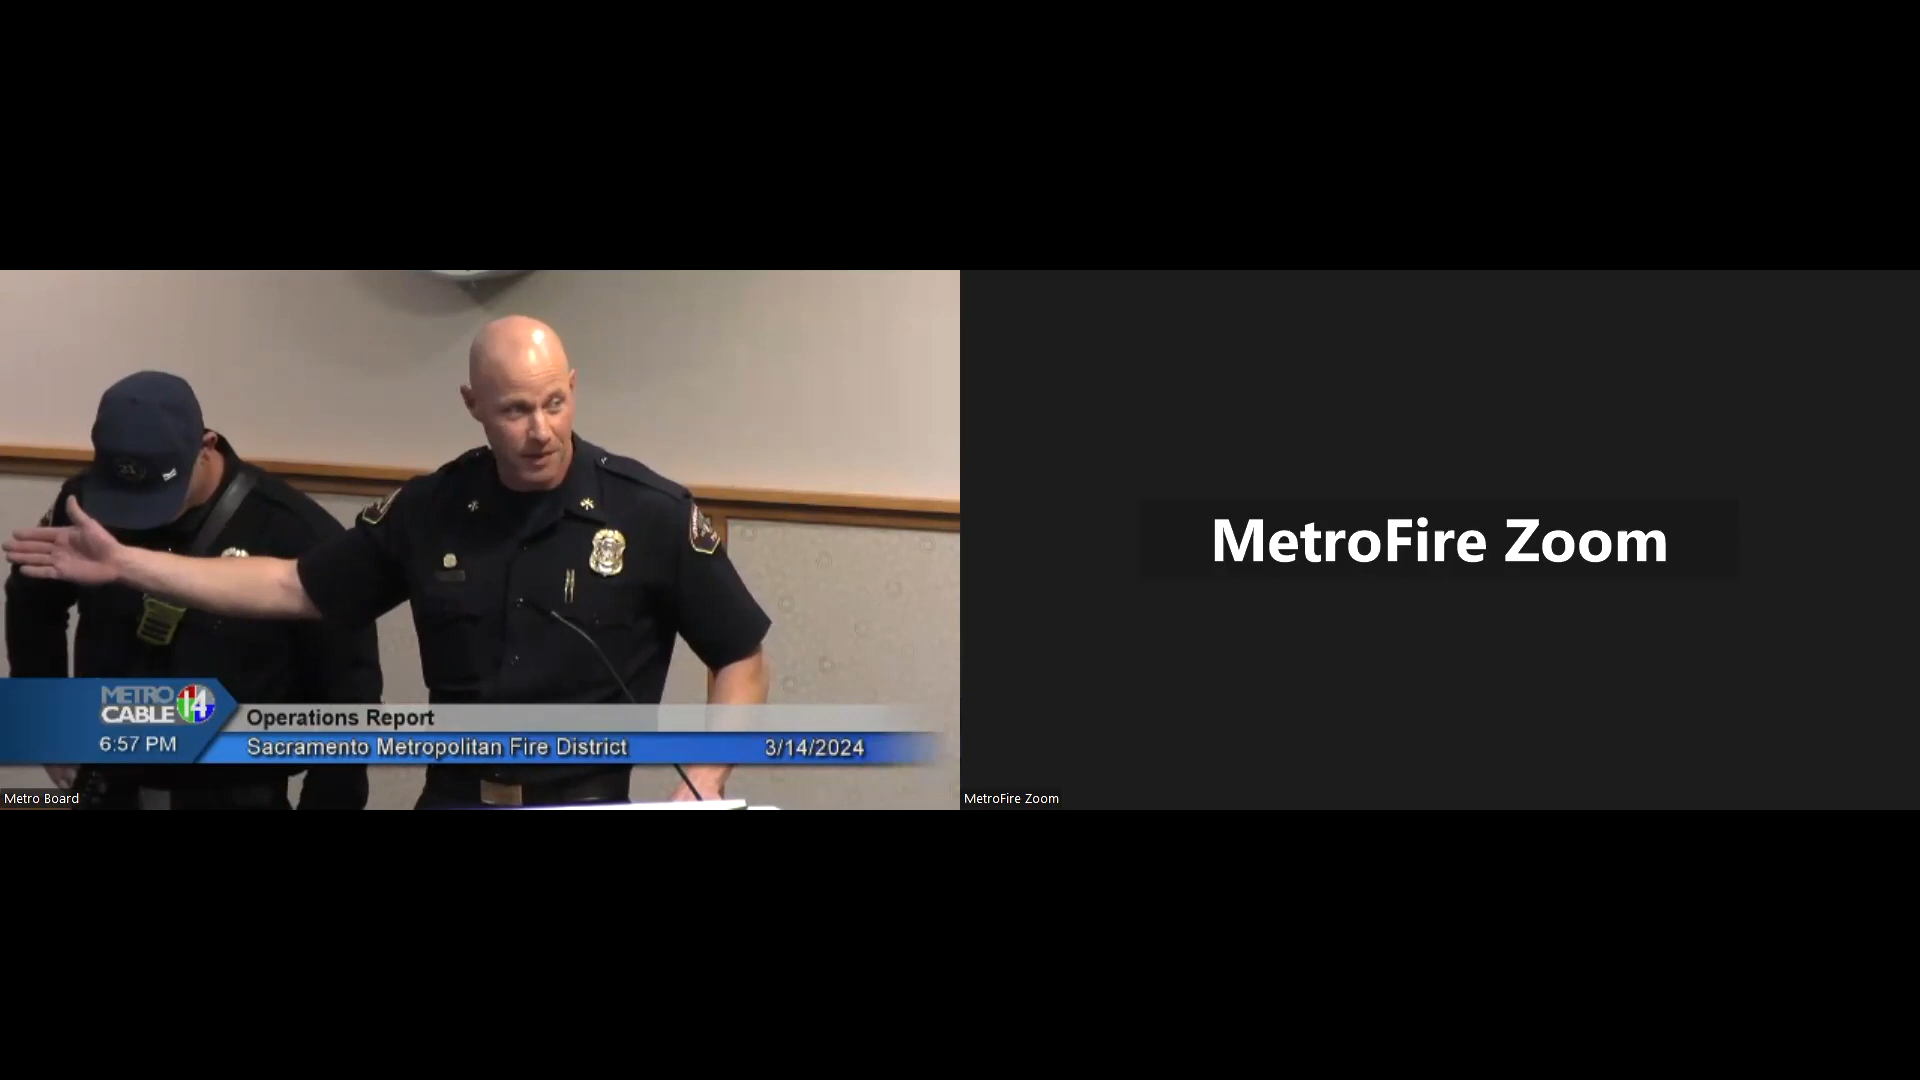 METRO
CABLE 14
6:57 PM
Operations Report
Sacramento Metropolitan Fire District
3/14/2024
Metro Board
MetroFire Zoom
MetroFire Zoom